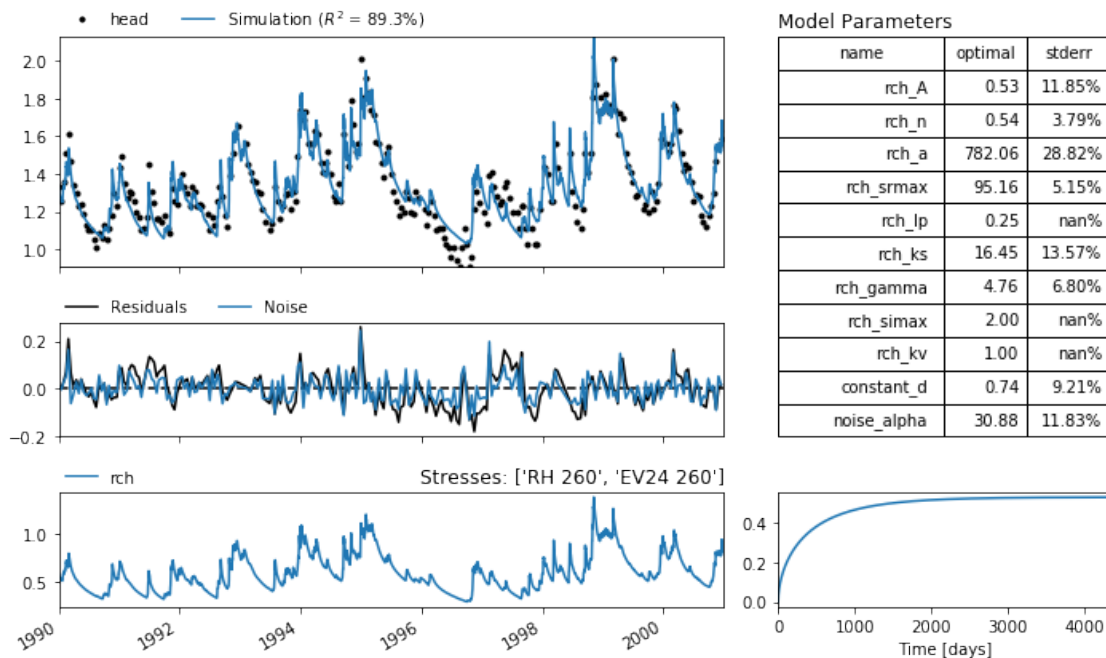 head Simulation (R² = 89.3%)
2.0
1.8
1.6
1.4
1.2
1.0
Residuals Noise
0.2
0.0
−0.2
rch Stresses: ['RH 260', 'EV24 260']
1.0
0.5
1990 1992 1994 1996 1998 2000
Model Parameters
name optimal stderr
rch_A 0.53 11.85%
rch_n 0.54 3.79%
rch_a 782.06 28.82%
rch_srmax 95.16 5.15%
rch_lp 0.25 nan%
rch_ks 16.45 13.57%
rch_gamma 4.76 6.80%
rch_simax 2.00 nan%
rch_kv 1.00 nan%
constant_d 0.74 9.21%
noise_alpha 30.88 11.83%
0.4
0.2
0.0
0 1000 2000 3000 4000
Time [days]